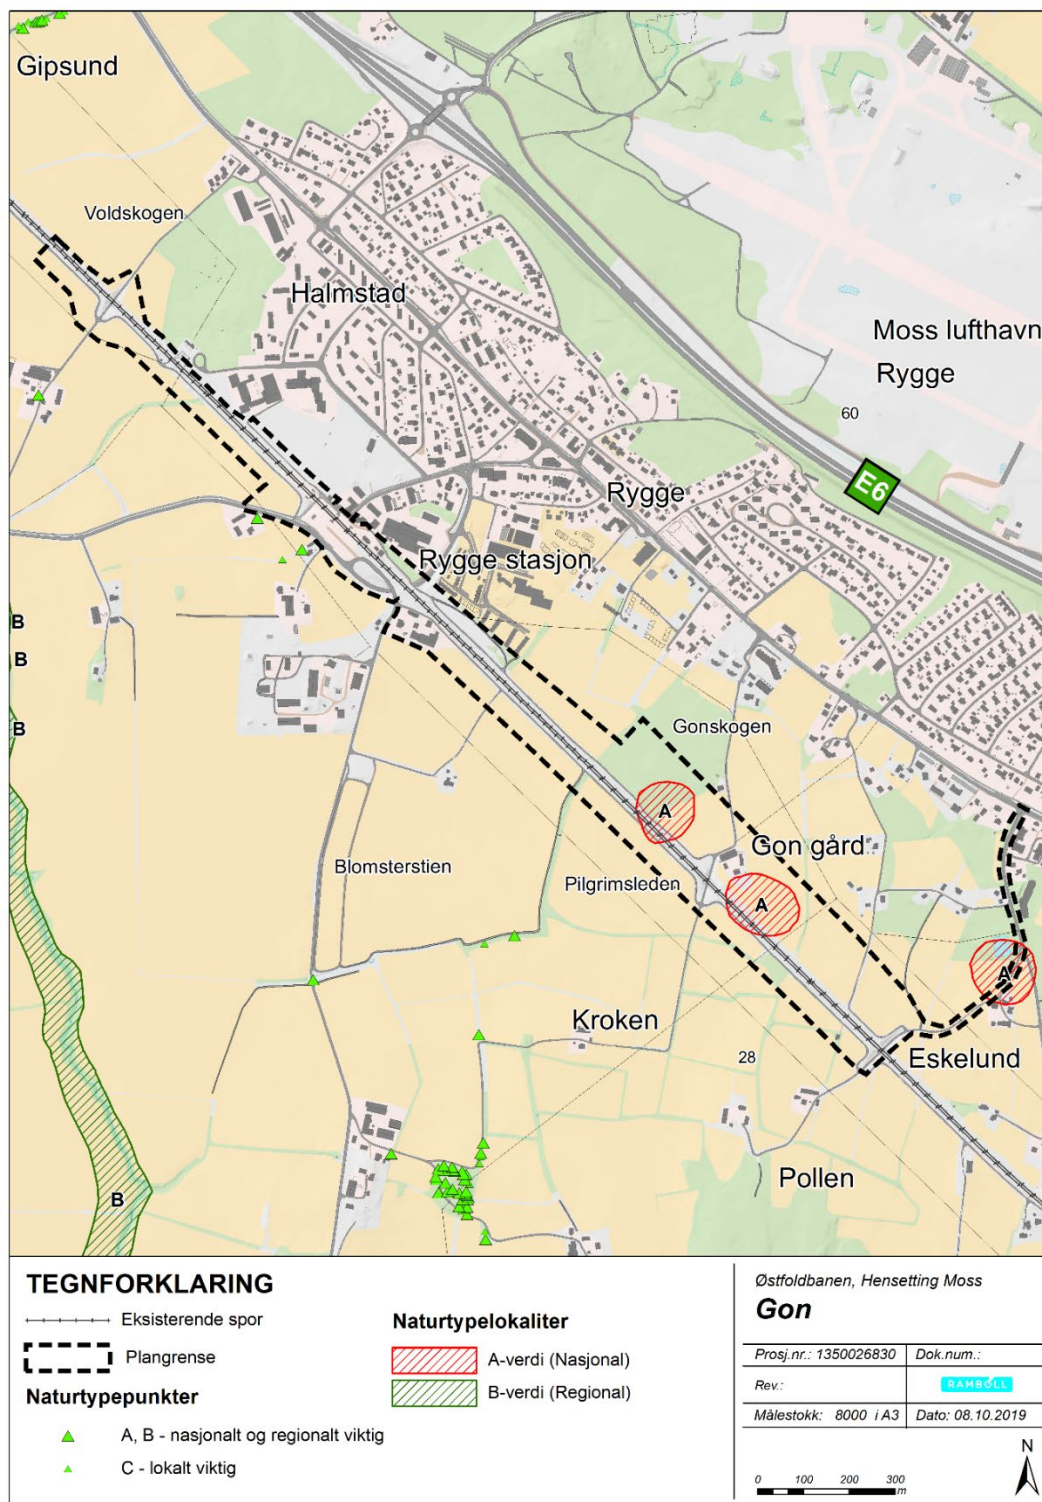 Gipsund
Voldskogen
Halmstad
Moss lufthavn
Rygge
60
E6
Rygge
Rygge stasjon
B
B
B
Gonskogen
A
Gon gård
Blomsterstien
Pilgrimsleden
A
A
Kroken
28
Eskelund
Pollen
B
TEGNFORKLARING
Eksisterende spor
Plangrense
Naturtypepunkter
A, B - nasjonalt og regionalt viktig
C - lokalt viktig
Naturtypelokaliter
A-verdi (Nasjonal)
B-verdi (Regional)
Østfoldbanen, Hensetting Moss
Gon
Prosj.nr.: 1350026830 Dok.num.:
Rev.: RAMBOLL
Målestokk: 8000 i A3 Dato: 08.10.2019
N
0 100 200 300
m